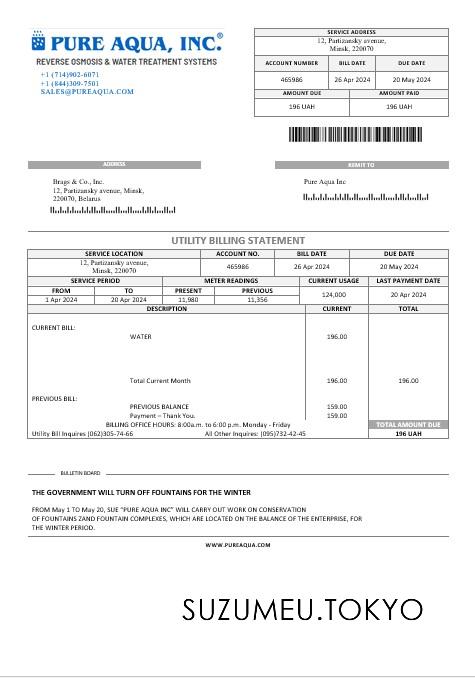 PURE AQUA, INC.®
REVERSE OSMOSIS & WATER TREATMENT SYSTEMS
+1 (714)902-6071
+1 (844)309-7501
SALES@PUREAQUA.COM
SERVICE ADDRESS
12, Partizansky avenue,
Minsk, 220070
ACCOUNT NUMBER BILL DATE DUE DATE
465986 26 Apr 2024 20 May 2024
AMOUNT DUE AMOUNT PAID
196 UAH 196 UAH
ADDRESS
Brags & Co., Inc.
12, Partizansky avenue, Minsk,
220070, Belarus
REMIT TO
Pure Aqua Inc
UTILITY BILLING STATEMENT
SERVICE LOCATION ACCOUNT NO. BILL DATE DUE DATE
12, Partizansky avenue,
Minsk, 220070
465986 26 Apr 2024 20 May 2024
SERVICE PERIOD METER READINGS CURRENT USAGE LAST PAYMENT DATE
FROM TO PRESENT PREVIOUS
1 Apr 2024 20 Apr 2024 11,980 11,356
124,000 20 Apr 2024
DESCRIPTION CURRENT TOTAL
CURRENT BILL:
WATER 196.00
Total Current Month 196.00 196.00
PREVIOUS BILL:
PREVIOUS BALANCE 159.00
Payment – Thank You. 159.00
BILLING OFFICE HOURS: 8:00a.m. to 6:00 p.m. Monday - Friday TOTAL AMOUNT DUE
Utility Bill Inquires (062)305-74-66 All Other Inquires: (095)732-42-45 196 UAH
BULLETIN BOARD
THE GOVERNMENT WILL TURN OFF FOUNTAINS FOR THE WINTER
FROM May 1 TO May 20, SUE "PURE AQUA INC" WILL CARRY OUT WORK ON CONSERVATION
OF FOUNTAINS ZAND FOUNTAIN COMPLEXES, WHICH ARE LOCATED ON THE BALANCE OF THE ENTERPRISE, FOR
THE WINTER PERIOD.
WWW.PUREAQUA.COM
SUZUMEU.TOKYO